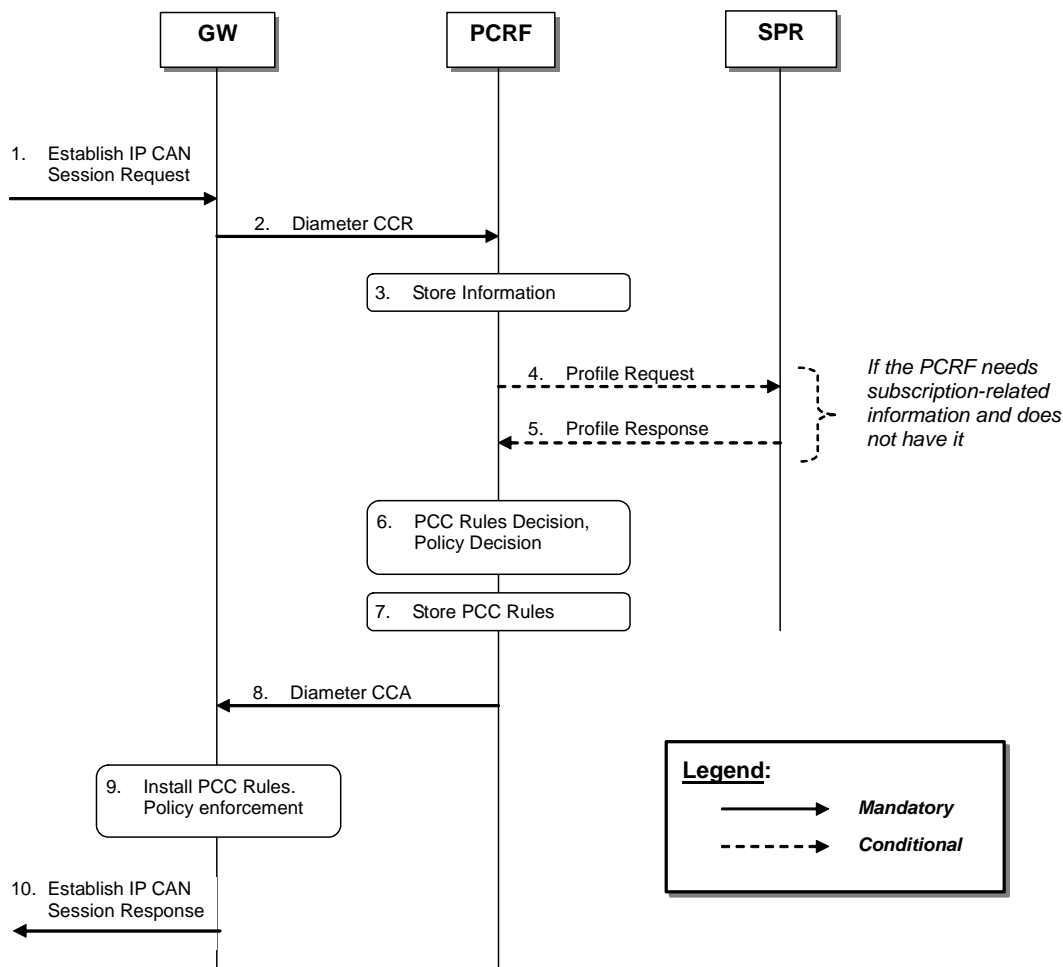 GW
PCRF
SPR
1. Establish IP CAN
Session Request
2. Diameter CCR
3. Store Information
4. Profile Request
5. Profile Response
If the PCRF needs
subscription-related
information and does
not have it
6. PCC Rules Decision,
Policy Decision
7. Store PCC Rules
8. Diameter CCA
9. Install PCC Rules.
Policy enforcement
10. Establish IP CAN
Session Response
Legend:
Mandatory
Conditional